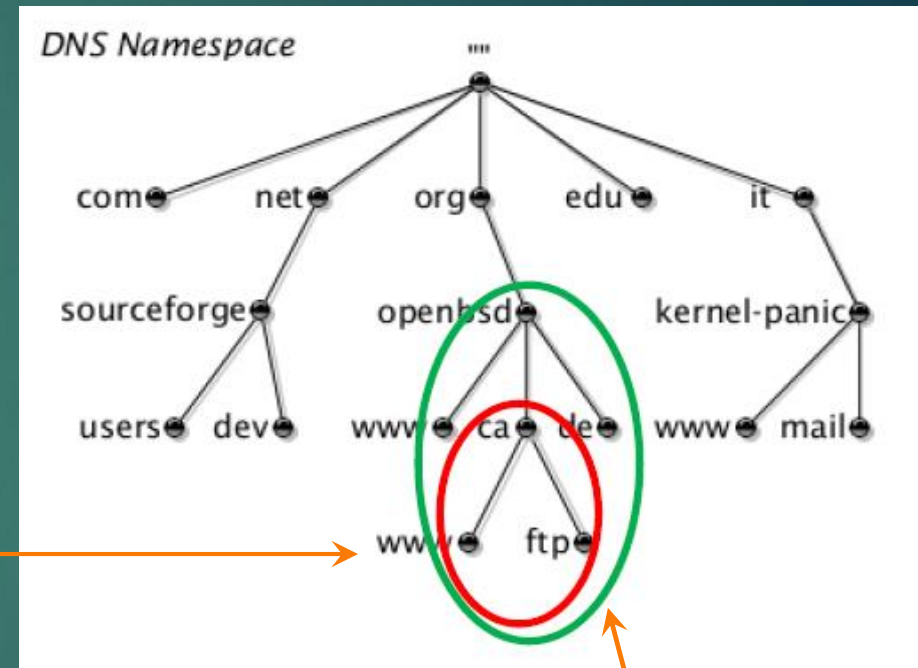 DNS Namespace
""
com net org edu it
sourceforge openbsd kernel-panic
users dev www ca de www mail
www ftp